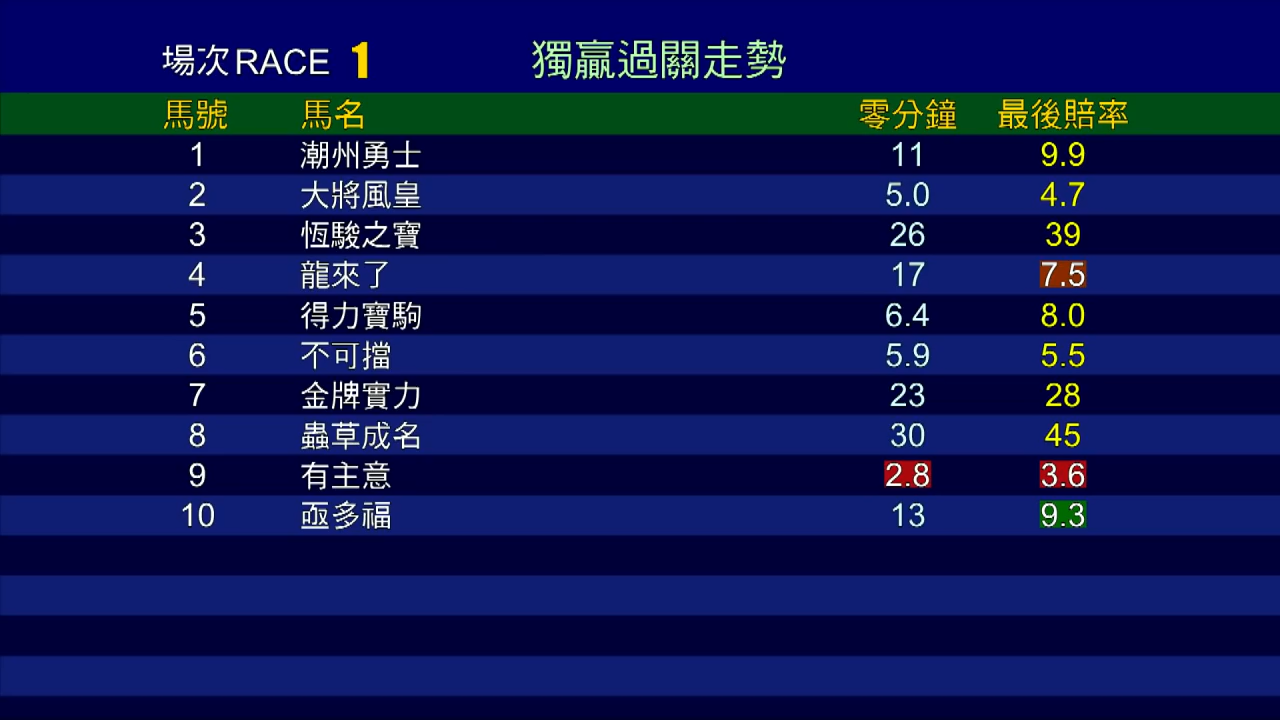 場次RACE 1 獨贏過關走勢
馬號 馬名 零分鐘 最後賠率
1 潮州勇士 11 9.9
2 大將風皇 5.0 4.7
3 恆駿之寶 26 39
4 龍來了 17 7.5
5 得力寶駒 6.4 8.0
6 不可擋 5.9 5.5
7 金牌實力 23 28
8 蟲草成名 30 45
9 有主意 2.8 3.6
10 亟多福 13 9.3